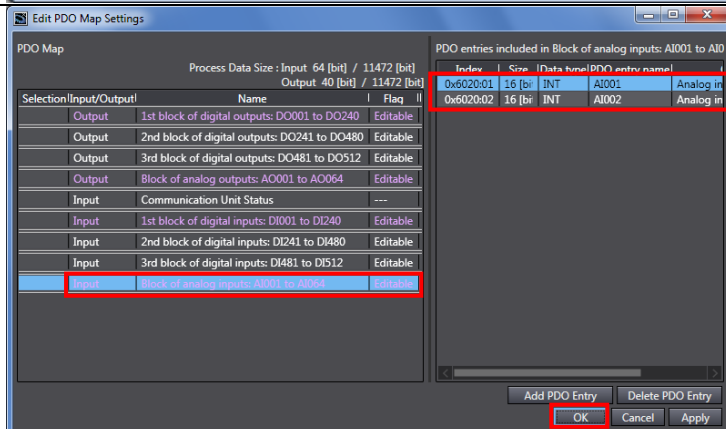 Edit PDO Map Settings
PDO Map
Process Data Size : Input 64 [bit] / 11472 [bit]
Output 40 [bit] / 11472 [bit]
Selection Input/Output Name Flag
Output 1st block of digital outputs: DO001 to DO240 Editable
Output 2nd block of digital outputs: DO241 to DO480 Editable
Output 3rd block of digital outputs: DO481 to DO512 Editable
Output Block of analog outputs: AO001 to AO064 Editable
Input Communication Unit Status ---
Input 1st block of digital inputs: DI001 to DI240 Editable
Input 2nd block of digital inputs: DI241 to DI480 Editable
Input 3rd block of digital inputs: DI481 to DI512 Editable
Input Block of analog inputs: AI001 to AI064 Editable
PDO entries included in Block of analog inputs: AI001 to AI0
Index Size Data type PDO entry name
0x6020:01 16 [bi INT AI001 Analog in
0x6020:02 16 [bi INT AI002 Analog in
Add PDO Entry Delete PDO Entry
OK Cancel Apply